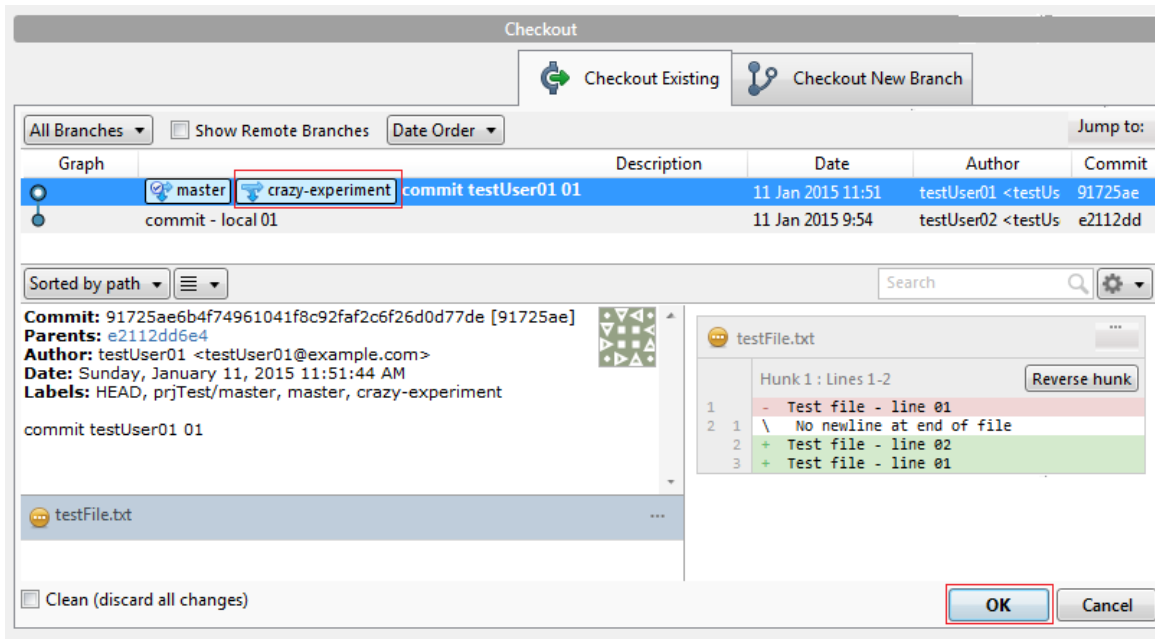 Checkout
Checkout Existing Checkout New Branch
All Branches Show Remote Branches Date Order Jump to:
Graph Description Date Author Commit
master crazy-experiment commit testUser01 01 11 Jan 2015 11:51 testUser01 <testUs 91725ae
commit - local 01 11 Jan 2015 9:54 testUser02 <testUs e2112dd
Sorted by path Search
Commit: 91725ae6b4f74961041f8c92faf2c6f26d0d77de [91725ae]
Parents: e2112dd6e4
Author: testUser01 <testUser01@example.com>
Date: Sunday, January 11, 2015 11:51:44 AM
Labels: HEAD, prjTest/master, master, crazy-experiment
commit testUser01 01
testFile.txt
testFile.txt
Hunk 1 : Lines 1-2 Reverse hunk
1 - Test file - line 01
2 1 \ No newline at end of file
2 + Test file - line 02
3 + Test file - line 01
Clean (discard all changes) OK Cancel